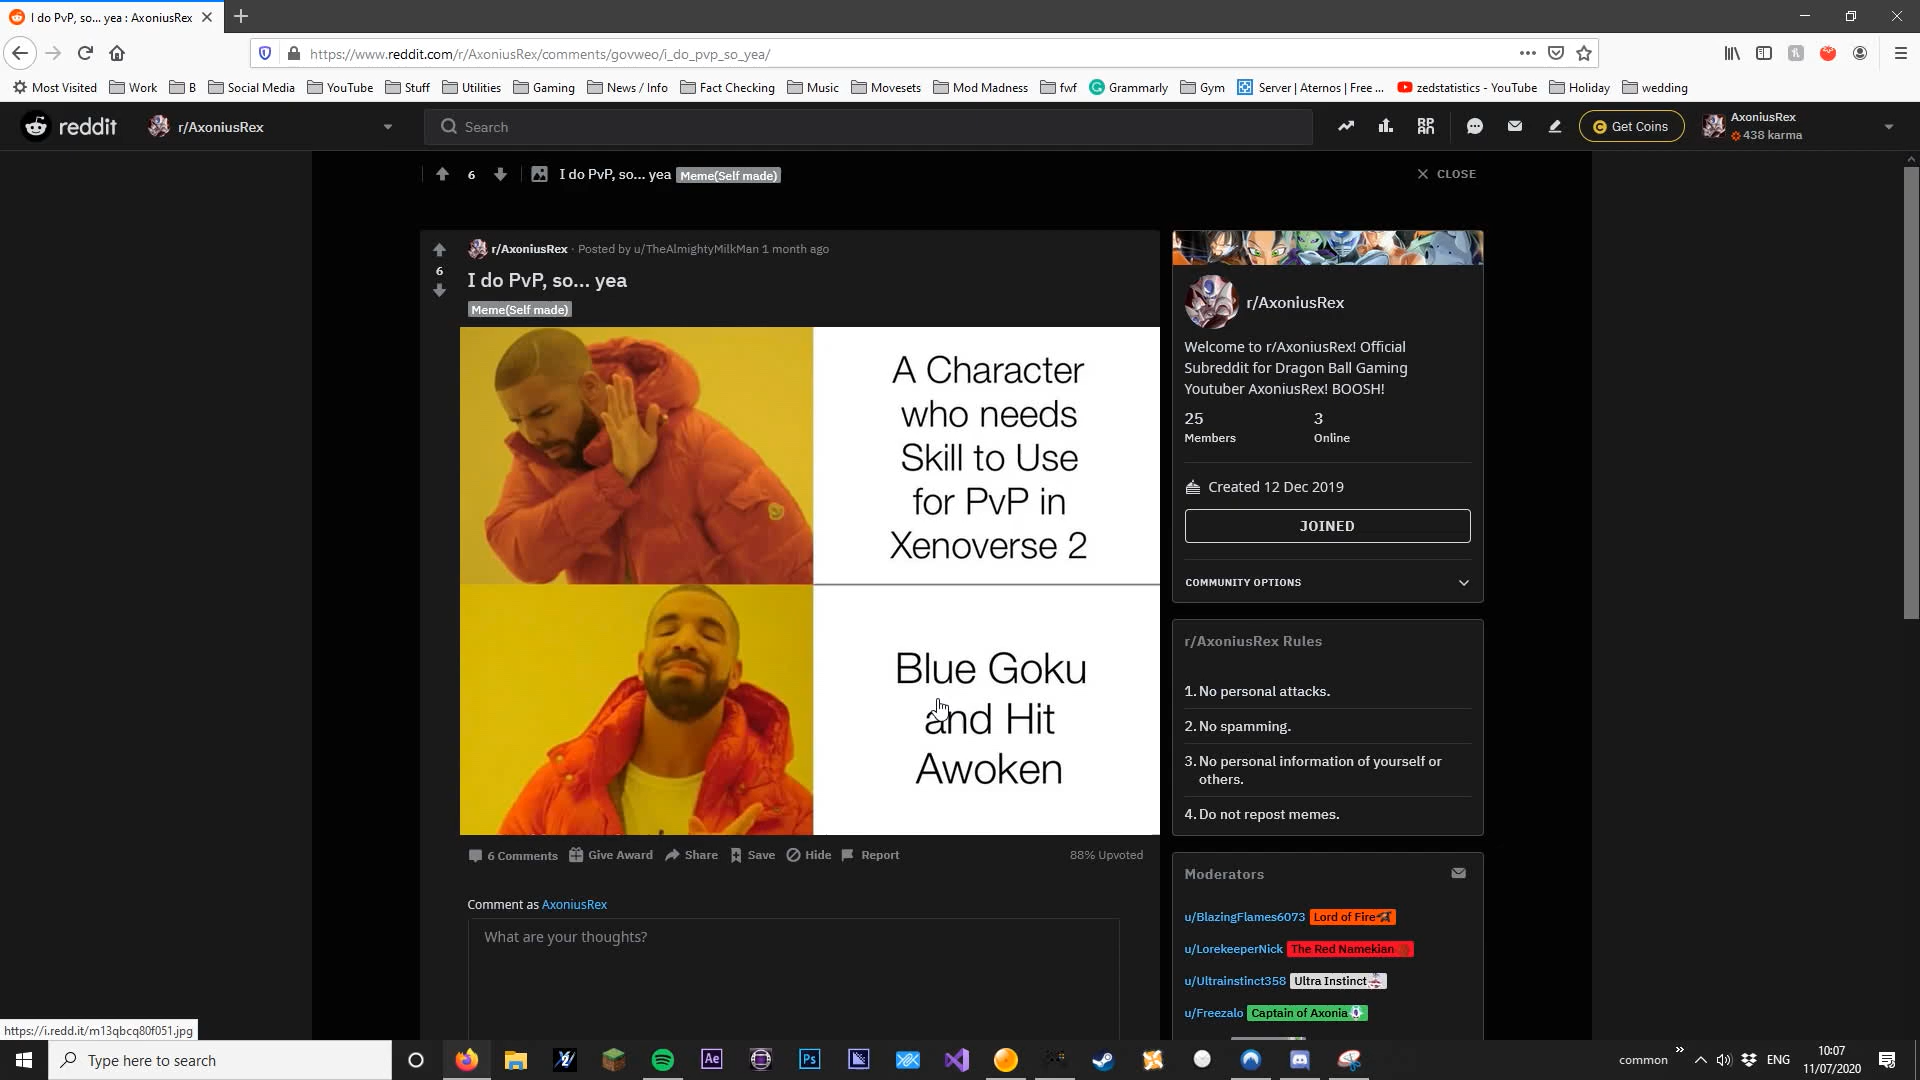 I do PvP, so... yea : AxoniusRex
https://www.reddit.com/r/AxoniusRex/comments/govweo/i_do_pvp_so_yea/
Most Visited Work B Social Media YouTube Stuff Utilities Gaming News / Info Fact Checking Music Movesets Mod Madness fwf Grammarly Gym Server | Aternos | Free ... zedstatistics - YouTube Holiday wedding
reddit r/AxoniusRex Search Get Coins AxoniusRex
438 karma
6 I do PvP, so... yea Meme(Self made) CLOSE
r/AxoniusRex · Posted by u/TheAlmightyMilkMan 1 month ago
6
I do PvP, so... yea
Meme(Self made)
A Character
who needs
Skill to Use
for PvP in
Xenoverse 2
Blue Goku
and Hit
Awoken
6 Comments Give Award Share Save Hide Report 88% Upvoted
Comment as AxoniusRex
What are your thoughts?
r/AxoniusRex
Welcome to r/AxoniusRex! Official
Subreddit for Dragon Ball Gaming
Youtuber AxoniusRex! BOOSH!
25 3
Members Online
Created 12 Dec 2019
JOINED
COMMUNITY OPTIONS
r/AxoniusRex Rules
1. No personal attacks.
2. No spamming.
3. No personal information of yourself or
others.
4. Do not repost memes.
Moderators
u/BlazingFlames6073 Lord of Fire
u/LorekeeperNick The Red Namekian
u/Ultrainstinct358 Ultra Instinct
u/Freezalo Captain of Axonia
https://i.redd.it/m13qbcq80f051.jpg
Type here to search
Ae
Ps
common » ENG
10:07
11/07/2020